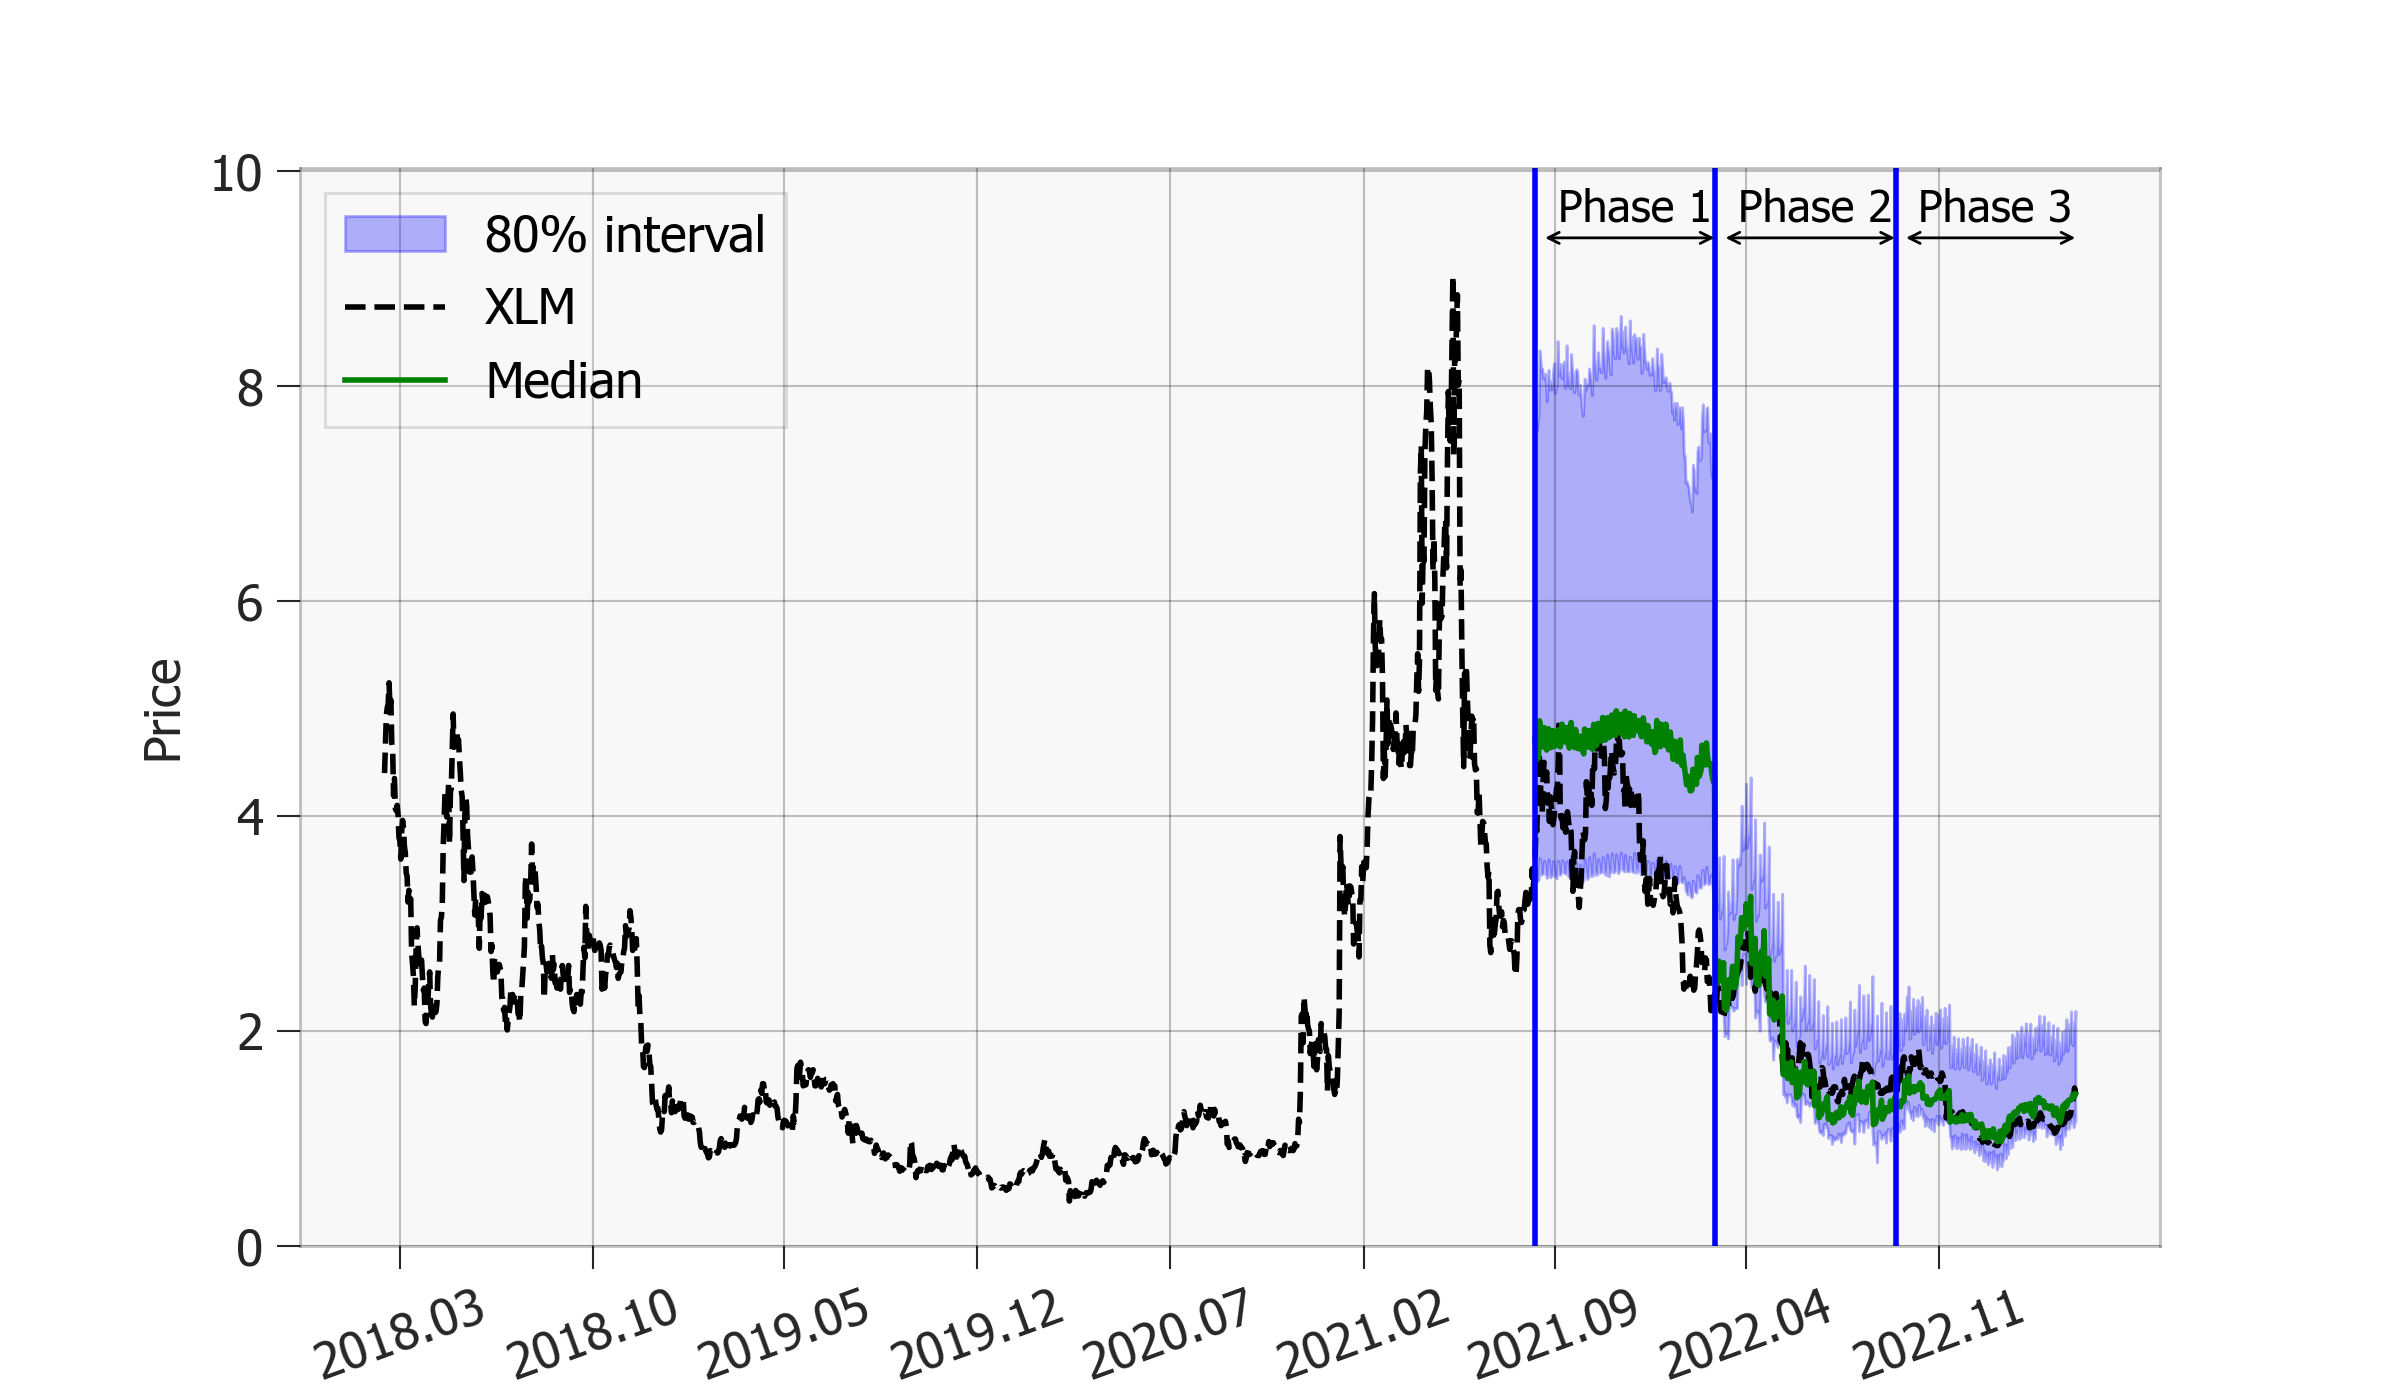 10
8
6
4
2
0
Price
80% interval
XLM
Median
Phase 1
Phase 2
Phase 3
2018.03
2018.10
2019.05
2019.12
2020.07
2021.02
2021.09
2022.04
2022.11